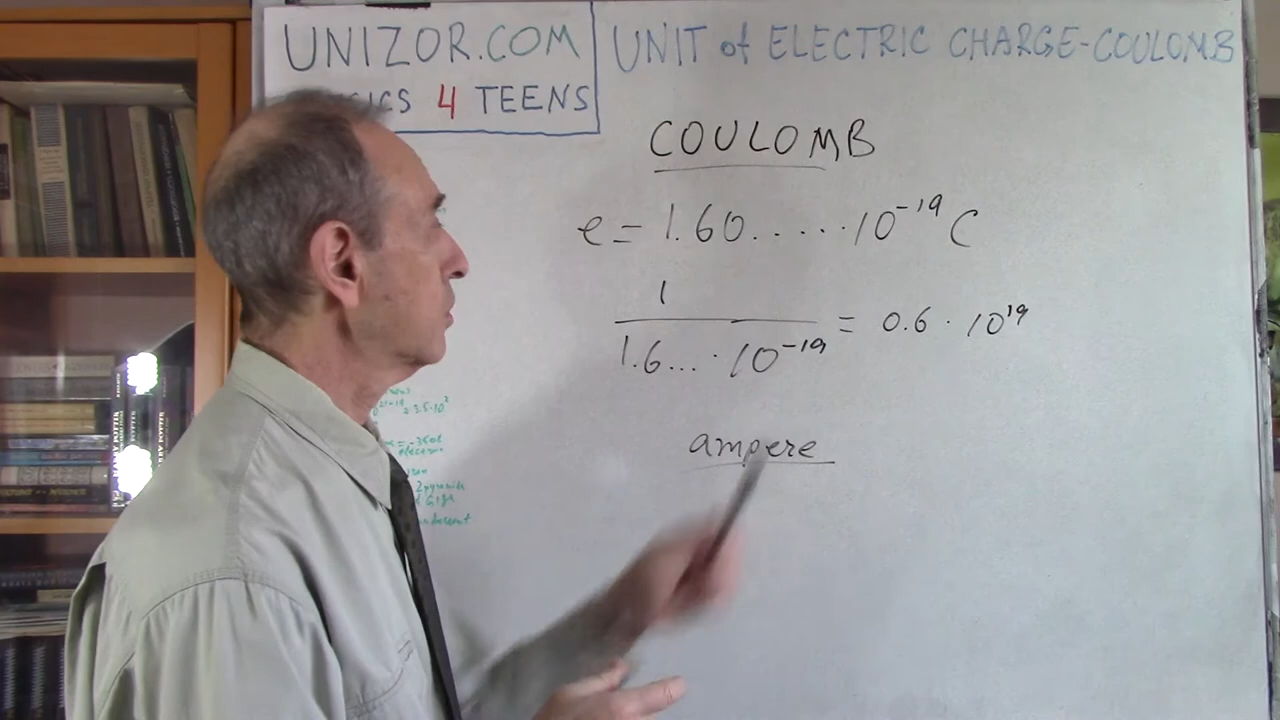 UNIZOR.COM
4 TEENS
UNIT of ELECTRIC CHARGE-COULOMB
COULOMB
e = 1.60.....10⁻¹⁹ C
1
1.6...·10⁻¹⁹ = 0.6 · 10¹⁹
ampere